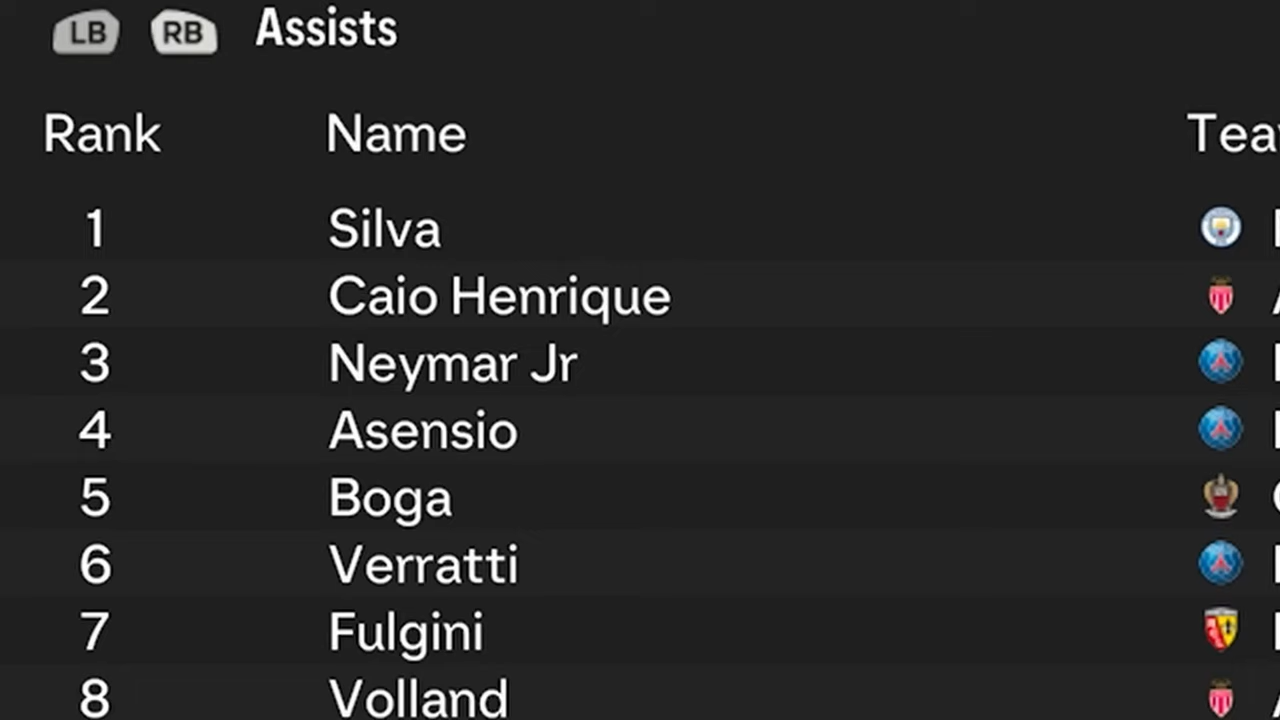 LB RB Assists
Rank Name Tea
1 Silva
2 Caio Henrique
3 Neymar Jr
4 Asensio
5 Boga
6 Verratti
7 Fulgini
8 Volland